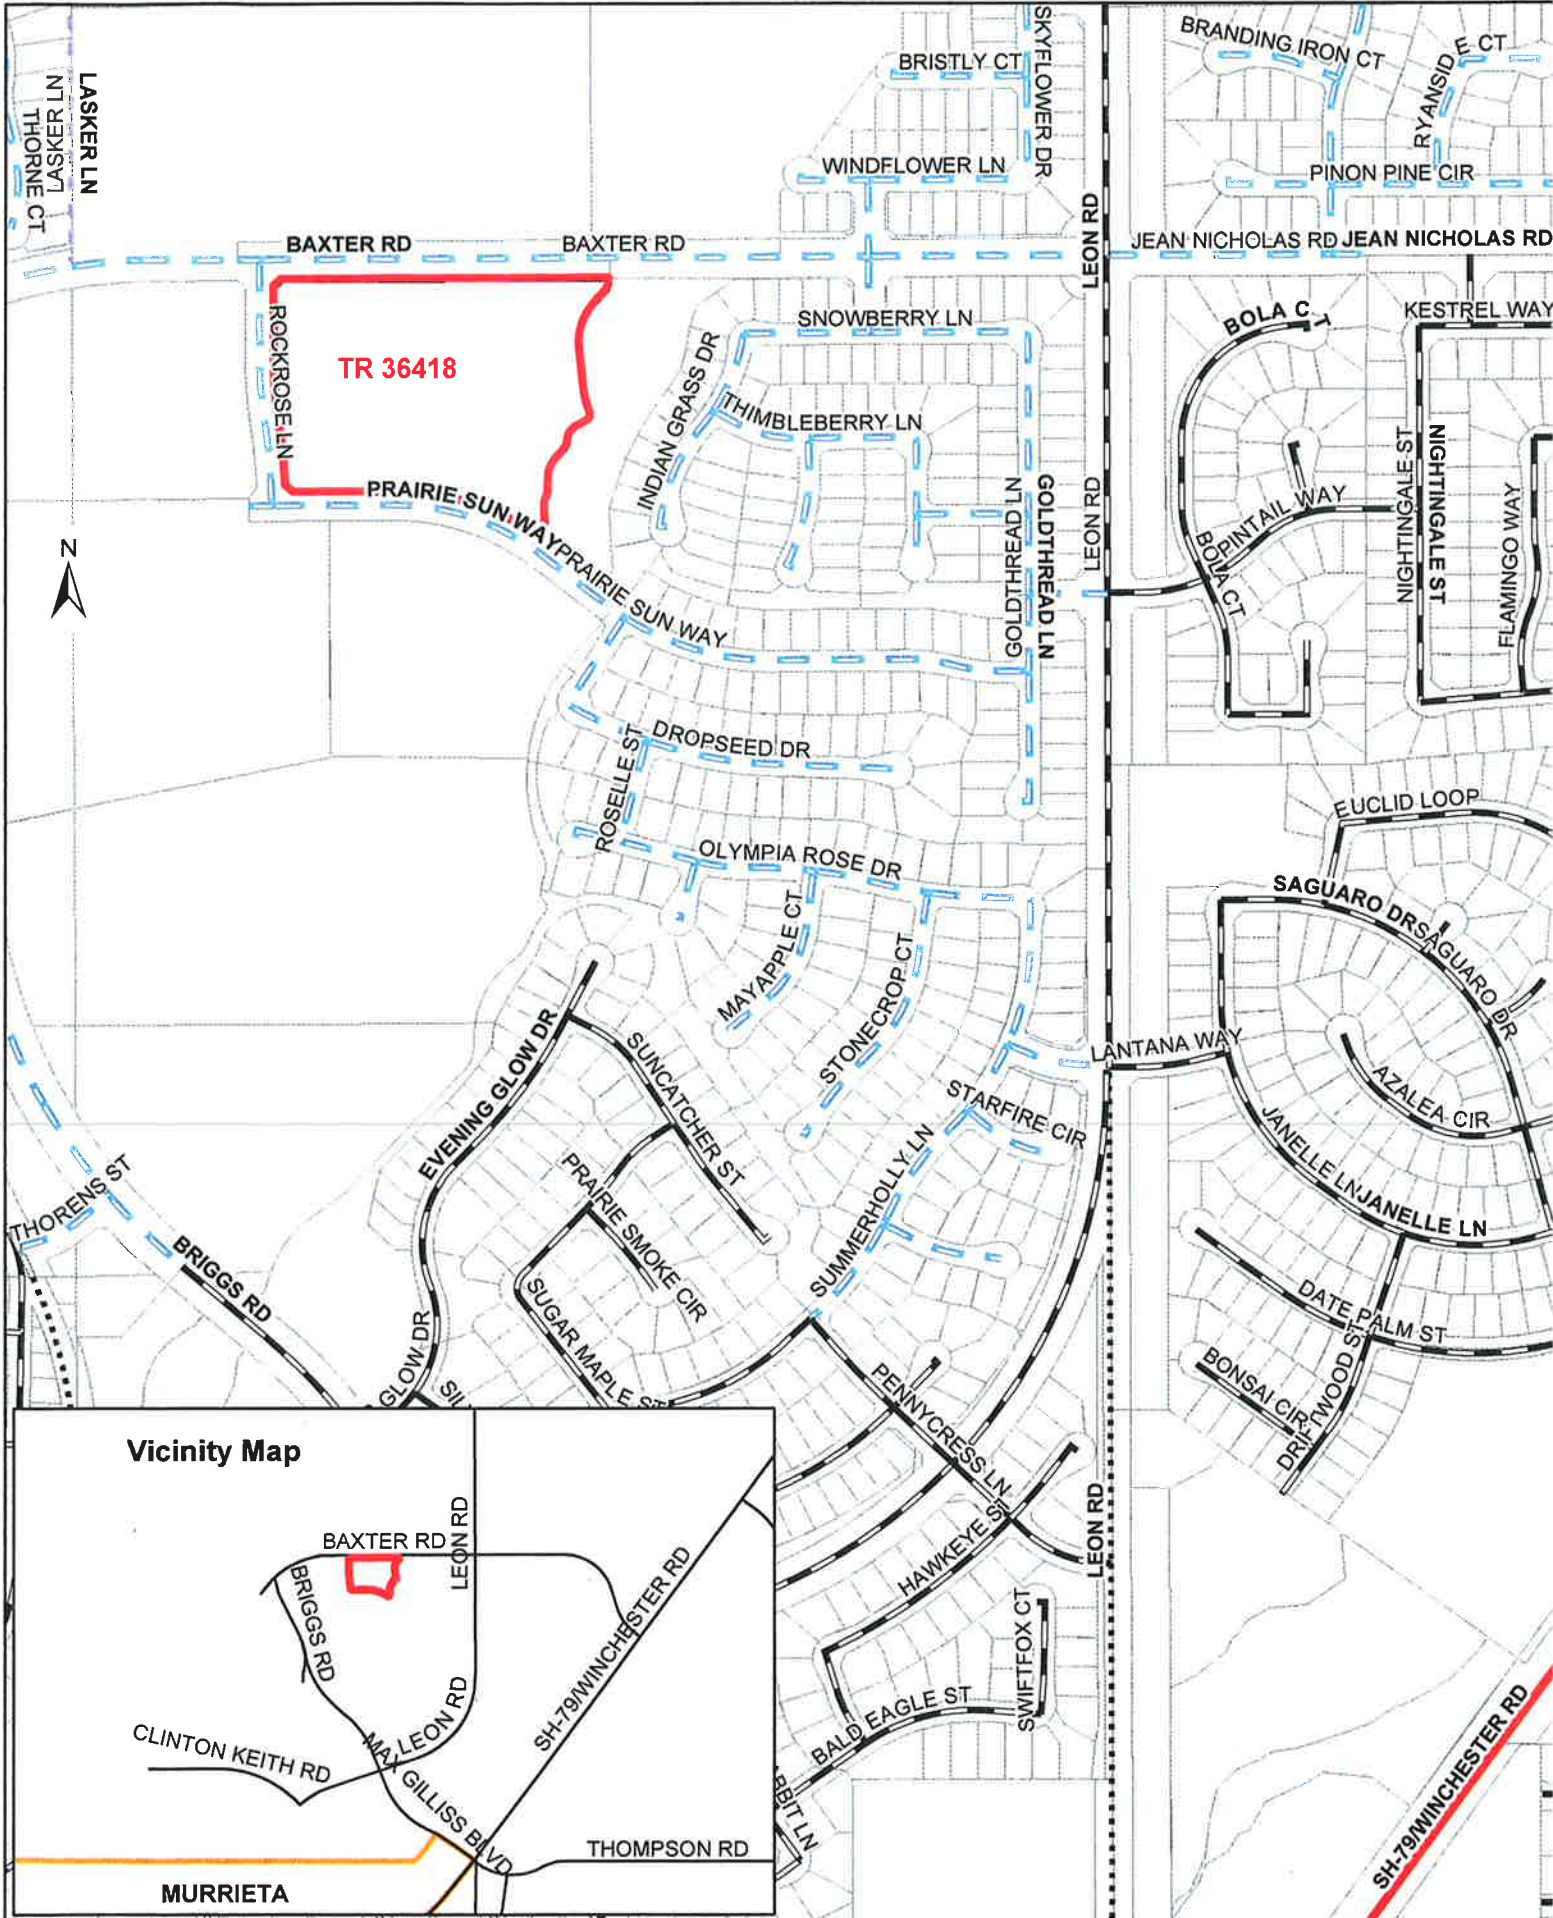 SKYFLOWER DR
BRISTLY CT
BRANDING IRON CT
RYANSIDE CT
LASKER LN
LASKER LN
THORNE CT
WINDFLOWER LN
PINON PINE CIR
LEON RD
BAXTER RD
BAXTER RD
JEAN NICHOLAS RD
JEAN NICHOLAS RD
ROCKROSE LN
TR 36418
SNOWBERRY LN
INDIAN GRASS DR
THIMBLEBERRY LN
BOLA CT
KESTREL WAY
NIGHTINGALE ST
NIGHTINGALE ST
FLAMINGO WAY
PINTAIL WAY
BOLA CT
GOLDTHREAD LN
GOLDTHREAD LN
LEON RD
PRAIRIE SUN WAY
PRAIRIE SUN WAY
N
DROPSEED DR
ROSELLE ST
OLYMPIA ROSE DR
EUCLID LOOP
SAGUARO DR
SAGUARO DR
MAYAPPLE CT
STONECROP CT
LANTANA WAY
AZALEA CIR
EVENING GLOW DR
SUNCATCHER ST
STARFIRE CIR
JANELLE LN
JANELLE LN
THORENS ST
BRIGGS RD
PRAIRIE SMOKE CIR
SUMMERHOLLY LN
SUGAR MAPLE ST
GLOW DR
SIL
DATE PALM ST
BONSAI CIR
DRIFTWOOD ST
PENNYCRESS LN
HAWKEYE ST
LEON RD
SWIFTFOX CT
BALD EAGLE ST
BBIT LN
SH-79/WINCHESTER RD
Vicinity Map
BAXTER RD
LEON RD
BRIGGS RD
SH-79/WINCHESTER RD
LEON RD
CLINTON KEITH RD
MAX GILLISS BLVD
THOMPSON RD
MURRIETA